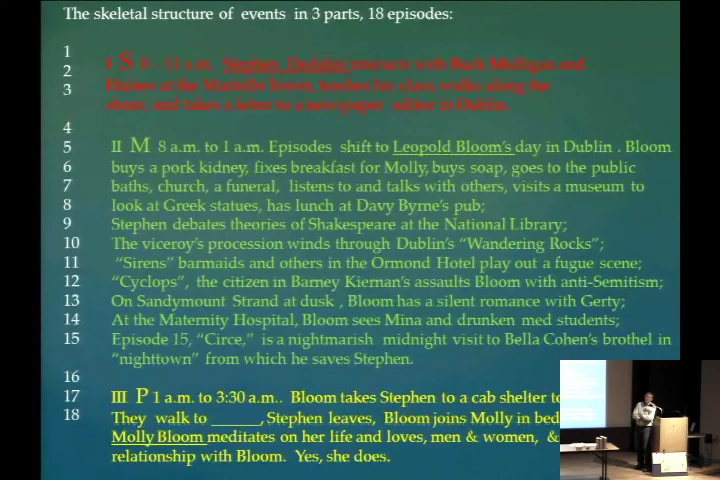 The skeletal structure of events in 3 parts, 18 episodes:
1
2
3
I S 8 – 11 a.m. Stephen Dedalus interacts with Buck Mulligan and
Haines at the Martello Tower, teaches his class, walks along the
shore, and takes a letter to a newspaper editor in Dublin.
4
5
6
7
8
9
10
11
12
13
14
15
II M 8 a.m. to 1 a.m. Episodes shift to Leopold Bloom's day in Dublin . Bloom
buys a pork kidney, fixes breakfast for Molly, buys soap, goes to the public
baths, church, a funeral, listens to and talks with others, visits a museum to
look at Greek statues, has lunch at Davy Byrne's pub;
Stephen debates theories of Shakespeare at the National Library;
The viceroy's procession winds through Dublin's “Wandering Rocks”;
“Sirens” barmaids and others in the Ormond Hotel play out a fugue scene;
“Cyclops”, the citizen in Barney Kiernan's assaults Bloom with anti-Semitism;
On Sandymount Strand at dusk , Bloom has a silent romance with Gerty;
At the Maternity Hospital, Bloom sees Mina and drunken med students;
Episode 15, “Circe,” is a nightmarish midnight visit to Bella Cohen's brothel in
“nighttown” from which he saves Stephen.
16
17
18
III P 1 a.m. to 3:30 a.m.. Bloom takes Stephen to a cab shelter
They walk to ______, Stephen leaves, Bloom joins Molly in bed
Molly Bloom meditates on her life and loves, men & women, &
relationship with Bloom. Yes, she does.